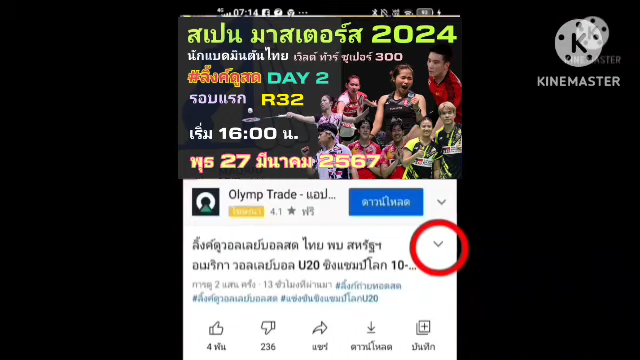 07:14
92
สเปน มาสเตอร์ส 2024
นักแบดมินตันไทย เวิลด์ ทัวร์ ซูเปอร์ 300
#ลิ้งค์ดูสด DAY 2
รอบแรก R32
เริ่ม 16:00 น.
พุธ 27 มีนาคม 2567
KINEMASTER
KINEMASTER
Olymp Trade - แอป...
4.1 ★ ฟรี
ดาวน์โหลด
ลิ้งค์ดูวอลเลย์บอลสด ไทย พบ สหรัฐฯ
อเมริกา วอลเลย์บอล U20 ชิงแชมป์โลก 10-...
การดู 2 แสน ครั้ง · 13 ชั่วโมงที่ผ่านมา #ลิ้งก์ถ่ายทอดสด
#ลิ้งค์ดูวอลเลย์บอลสด #แข่งขันชิงแชมป์โลกU20
4 พัน 236 แชร์ ดาวน์โหลด บันทึก